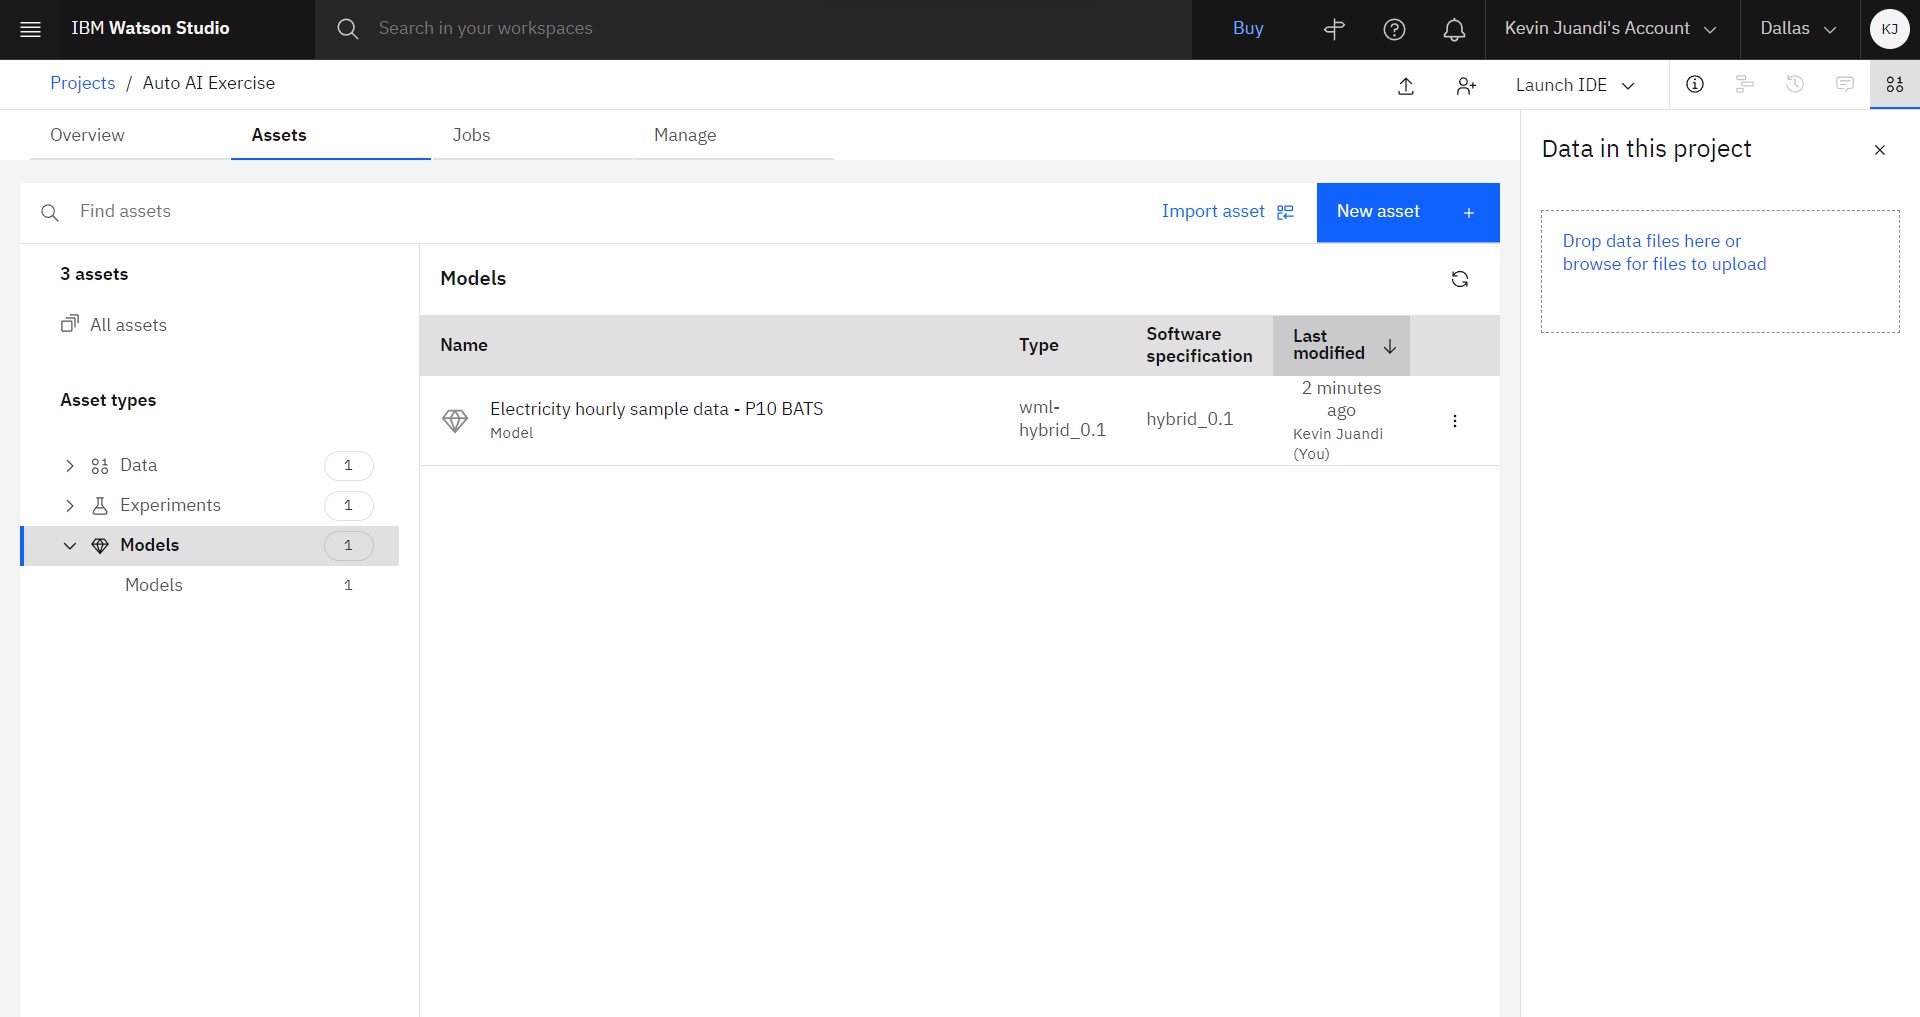 IBM Watson Studio
Search in your workspaces
Buy
Kevin Juandi's Account
Dallas
KJ
Projects / Auto AI Exercise
Launch IDE
Overview
Assets
Jobs
Manage
Data in this project
Find assets
Import asset
New asset +
Drop data files here or
browse for files to upload
3 assets
All assets
Asset types
Data 1
Experiments 1
Models 1
Models 1
Models
Name
Type
Software
specification
Last
modified
Electricity hourly sample data - P10 BATS
Model
wml-
hybrid_0.1
hybrid_0.1
2 minutes
ago
Kevin Juandi
(You)